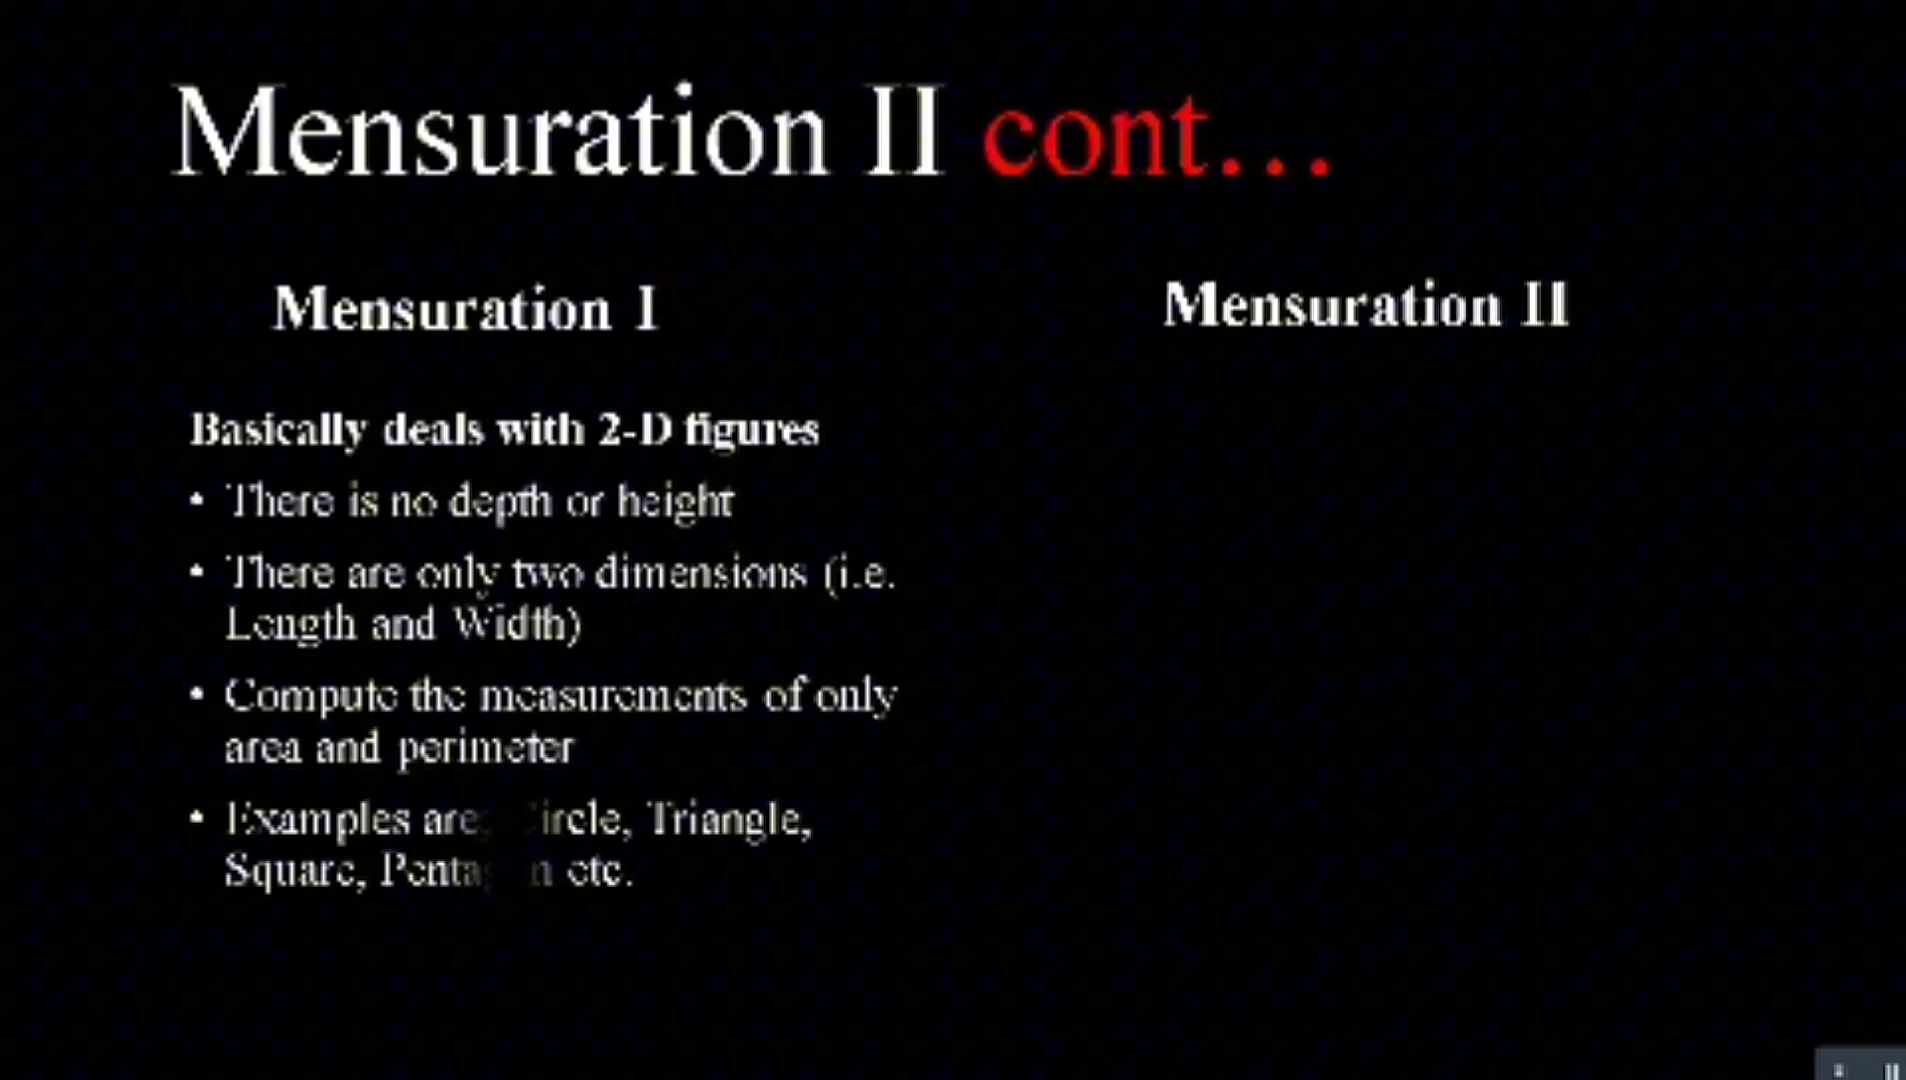 Mensuration II cont...
Mensuration I
Mensuration II
Basically deals with 2-D figures
• There is no depth or height
• There are only two dimensions (i.e.
Length and Width)
• Compute the measurements of only
area and perimeter
• Examples are Circle, Triangle,
Square, Pentagon etc.